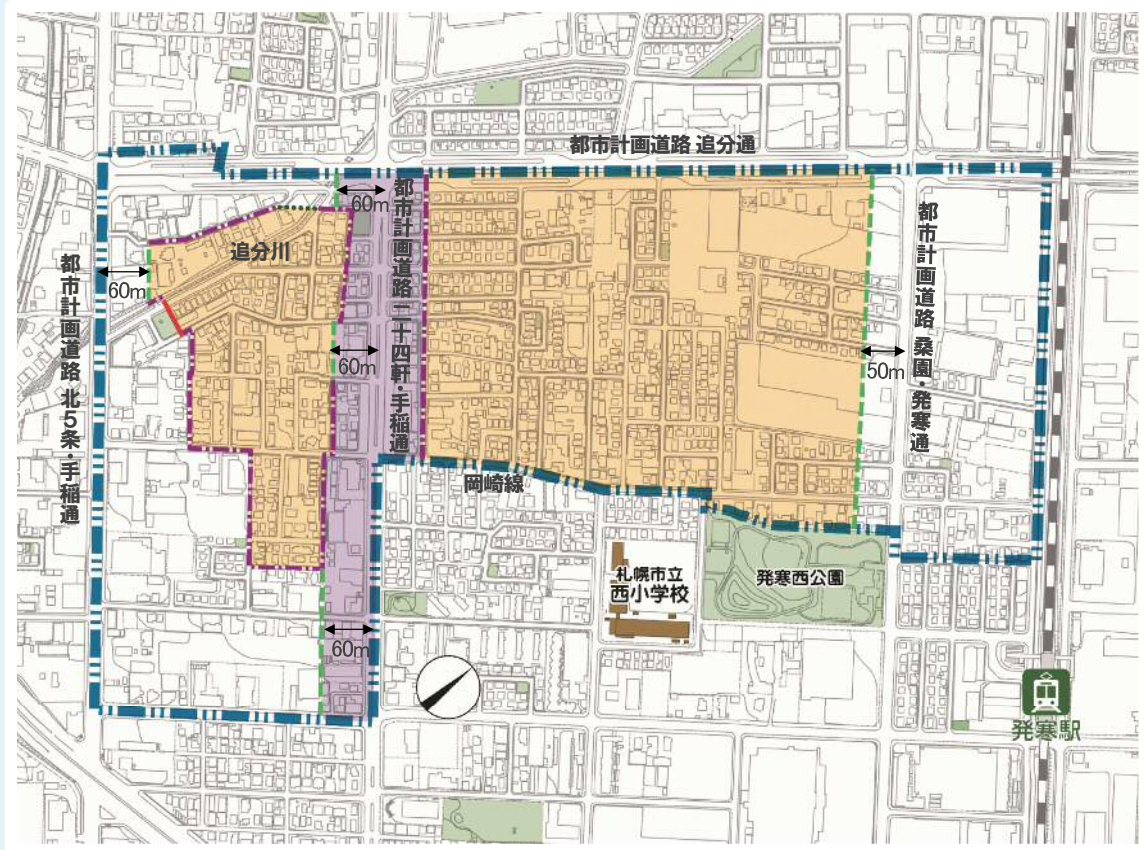 都市計画道路 追分通
60m
都市計画道路 二十四軒・手稲通
追分川
都市計画道路 北5条・手稲通
60m
都市計画道路 桑園・発寒通
60m
50m
岡崎線
札幌市立
西小学校
発寒西公園
60m
発寒駅